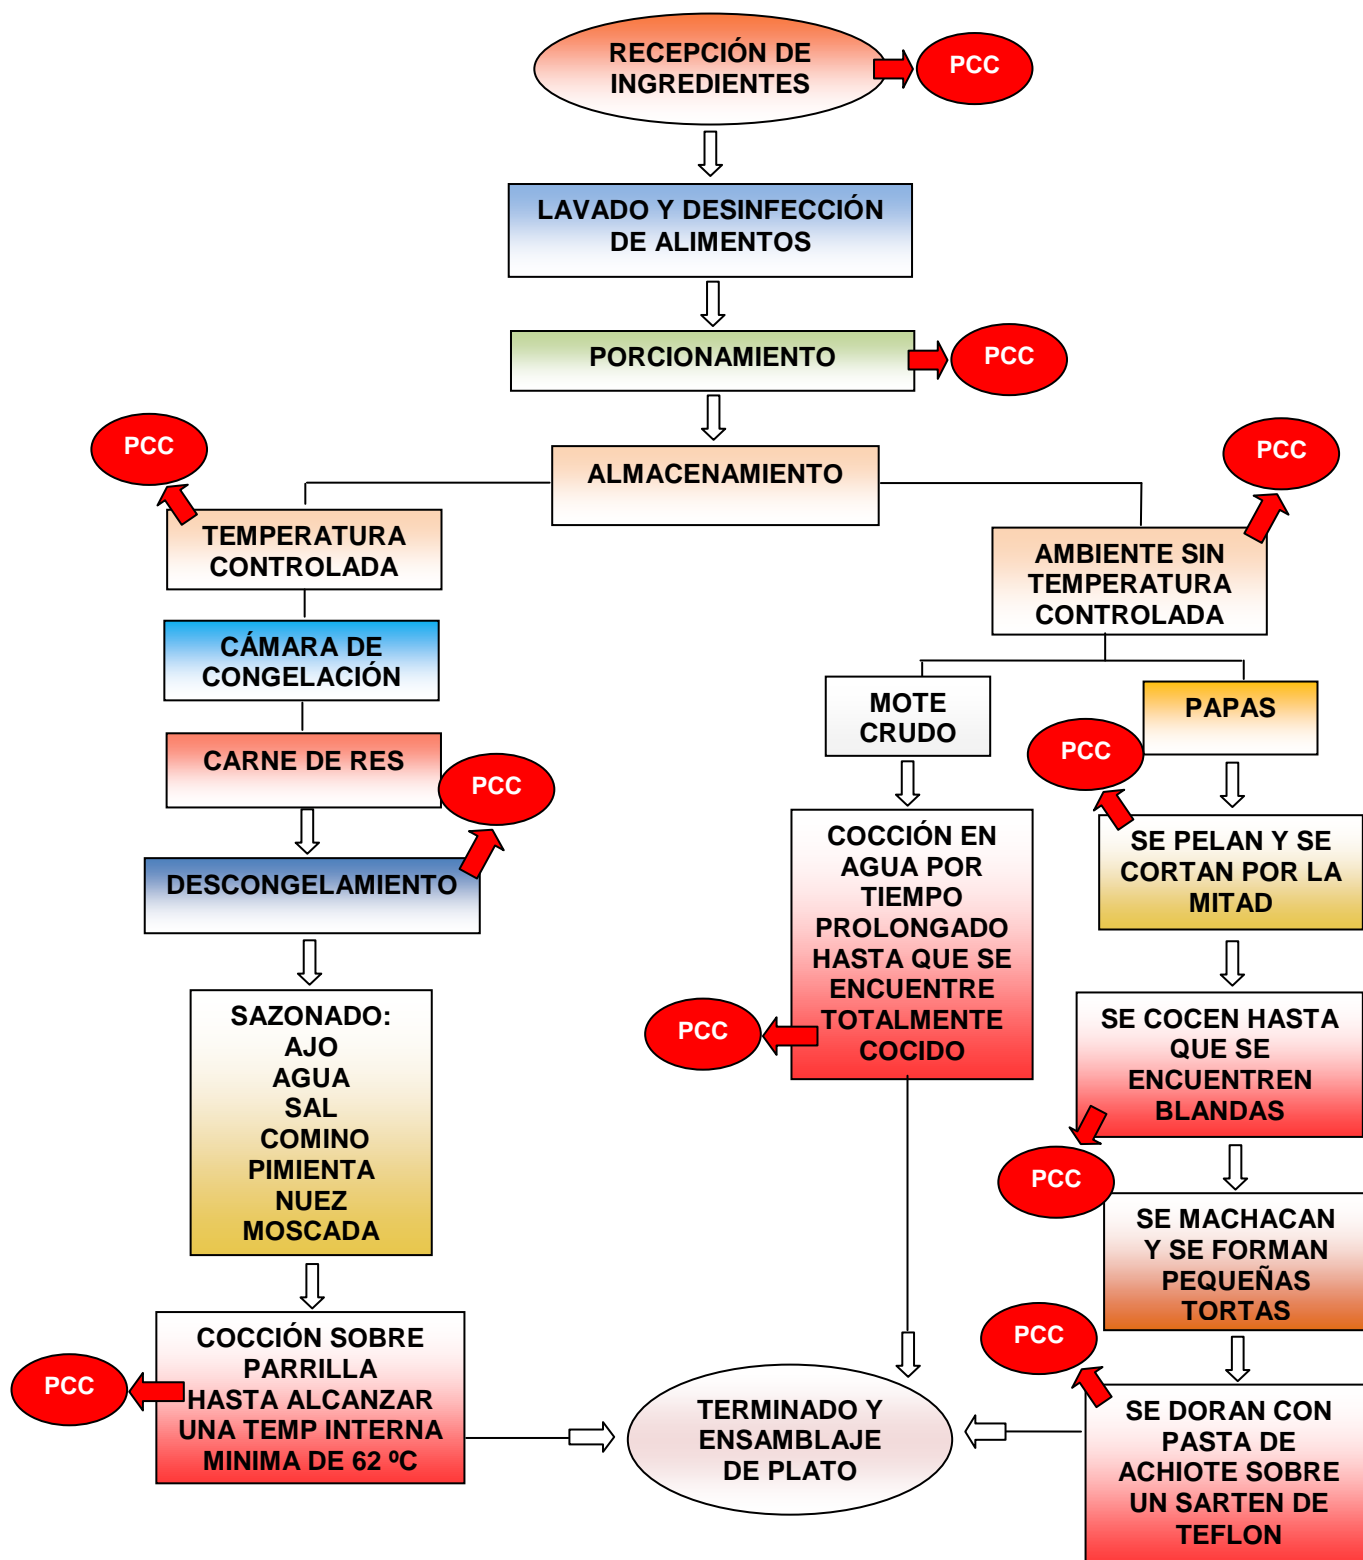 RECEPCIÓN DE
INGREDIENTES
PCC
LAVADO Y DESINFECCIÓN
DE ALIMENTOS
PORCIONAMIENTO
PCC
ALMACENAMIENTO
PCC
TEMPERATURA
CONTROLADA
CÁMARA DE
CONGELACIÓN
CARNE DE RES
PCC
DESCONGELAMIENTO
SAZONADO:
AJO
AGUA
SAL
COMINO
PIMIENTA
NUEZ
MOSCADA
COCCIÓN SOBRE
PARRILLA
HASTA ALCANZAR
UNA TEMP INTERNA
MINIMA DE 62 ºC
PCC
PCC
AMBIENTE SIN
TEMPERATURA
CONTROLADA
MOTE
CRUDO
COCCIÓN EN
AGUA POR
TIEMPO
PROLONGADO
HASTA QUE SE
ENCUENTRE
TOTALMENTE
COCIDO
PCC
PAPAS
PCC
SE PELAN Y SE
CORTAN POR LA
MITAD
SE COCEN HASTA
QUE SE
ENCUENTREN
BLANDAS
PCC
SE MACHACAN
Y SE FORMAN
PEQUEÑAS
TORTAS
PCC
SE DORAN CON
PASTA DE
ACHIOTE SOBRE
UN SARTEN DE
TEFLON
TERMINADO Y
ENSAMBLAJE
DE PLATO